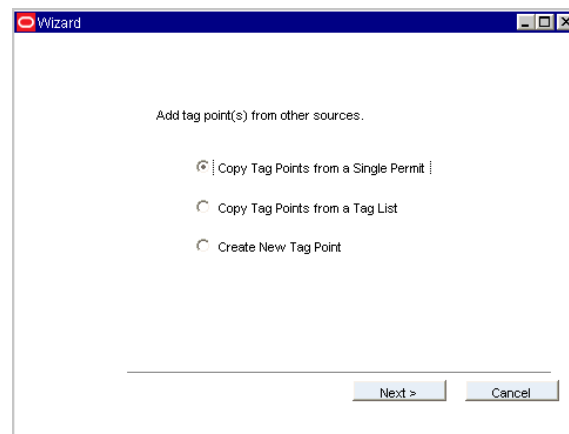 Wizard
Add tag point(s) from other sources.
Copy Tag Points from a Single Permit
Copy Tag Points from a Tag List
Create New Tag Point
Next > Cancel